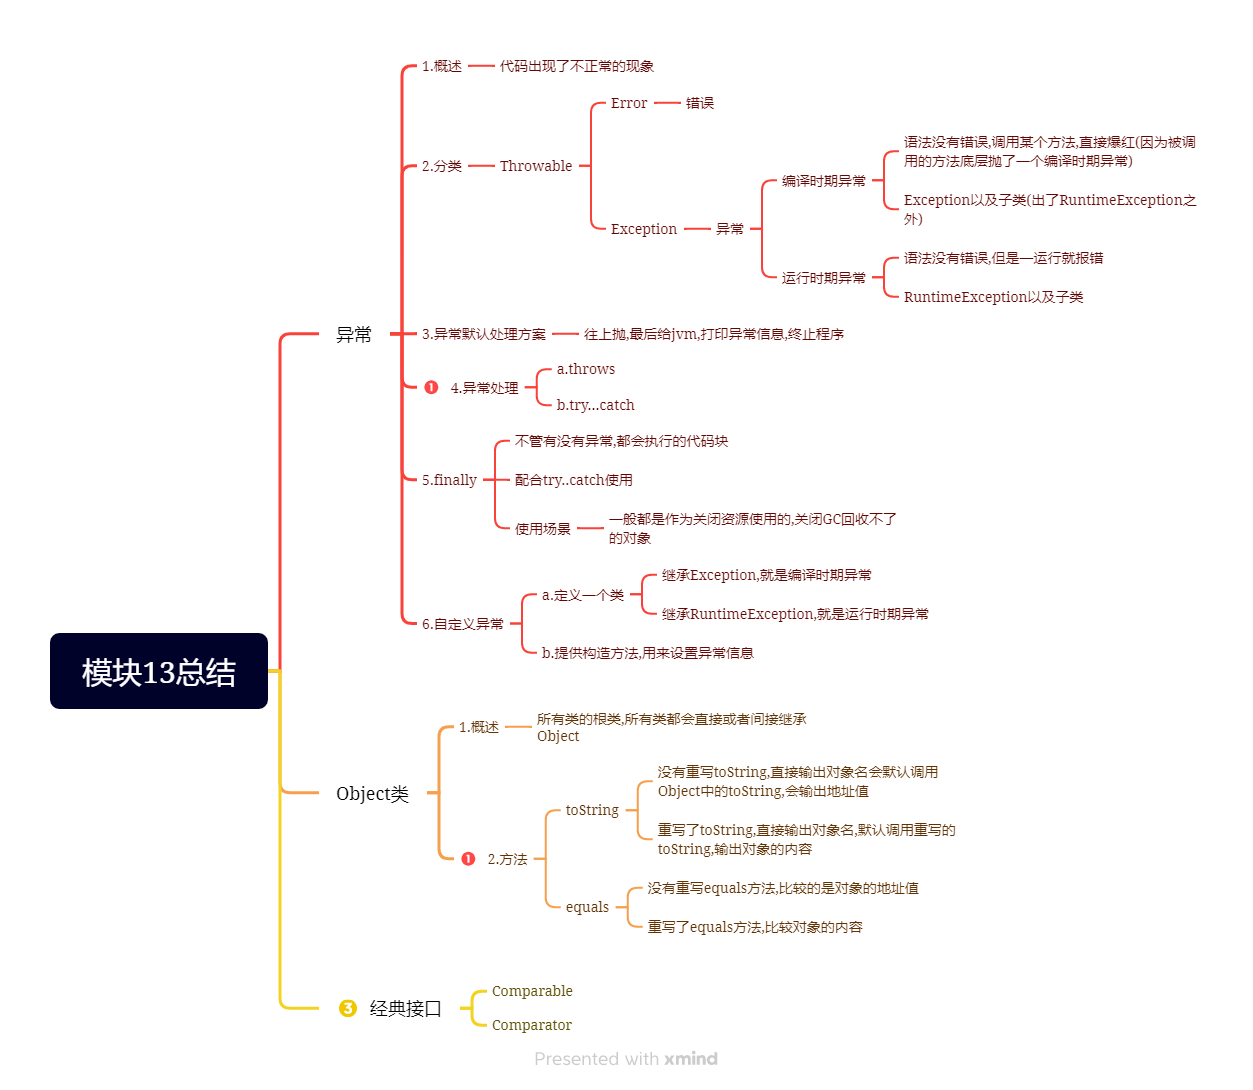 模块13总结
异常
1.概述
代码出现了不正常的现象
2.分类
Throwable
Error
错误
Exception
异常
编译时期异常
语法没有错误,调用某个方法,直接爆红(因为被调
用的方法底层抛了一个编译时期异常)
Exception以及子类(出了RuntimeException之
外)
运行时期异常
语法没有错误,但是一运行就报错
RuntimeException以及子类
3.异常默认处理方案
往上抛,最后给jvm,打印异常信息,终止程序
1
4.异常处理
a.throws
b.try...catch
5.finally
不管有没有异常,都会执行的代码块
配合try..catch使用
使用场景
一般都是作为关闭资源使用的,关闭GC回收不了
的对象
6.自定义异常
a.定义一个类
继承Exception,就是编译时期异常
继承RuntimeException,就是运行时期异常
b.提供构造方法,用来设置异常信息
Object类
1.概述
所有类的根类,所有类都会直接或者间接继承
Object
1
2.方法
toString
没有重写toString,直接输出对象名会默认调用
Object中的toString,会输出地址值
重写了toString,直接输出对象名,默认调用重写的
toString,输出对象的内容
equals
没有重写equals方法,比较的是对象的地址值
重写了equals方法,比较对象的内容
3
经典接口
Comparable
Comparator
Presented with xmind